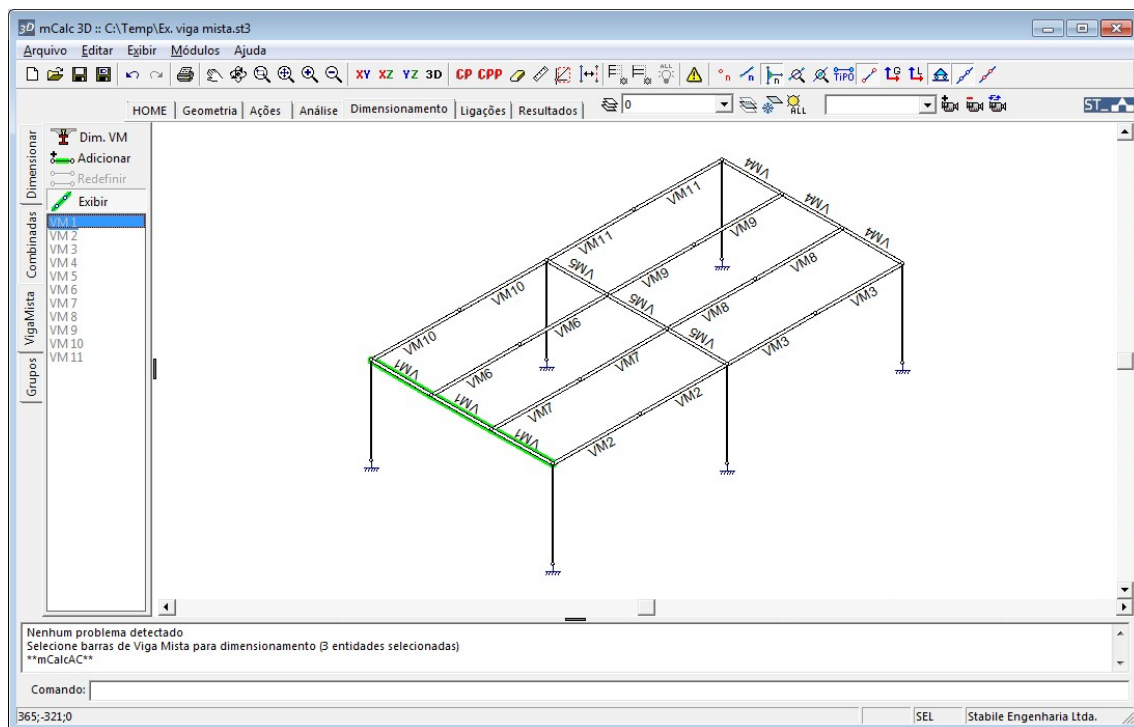 3D mCalc 3D :: C:\Temp\Ex. viga mista.st3
Arquivo Editar Exibir Módulos Ajuda
XY XZ YZ 3D CP CPP ALL n n n TIPO G L
HOME Geometria Ações Análise Dimensionamento Ligações Resultados 0 ALL ST_
Dimensionar
Combinadas
VigaMista
Grupos
Dim. VM
Adicionar
Redefinir
Exibir
VM 1
VM 2
VM 3
VM 4
VM 5
VM 6
VM 7
VM 8
VM 9
VM 10
VM 11
VM4
VM11
VM4
VM9
VM4
VM11
VM8
VM5
VM9
VM3
VM10
VM5
VM8
VM6
VM5
VM3
VM10
VM7
VM1
VM6
VM2
VM1
VM7
VM1
VM2
Nenhum problema detectado
Selecione barras de Viga Mista para dimensionamento (3 entidades selecionadas)
**mCalcAC**
Comando:
365;-321;0 SEL Stabile Engenharia Ltda.